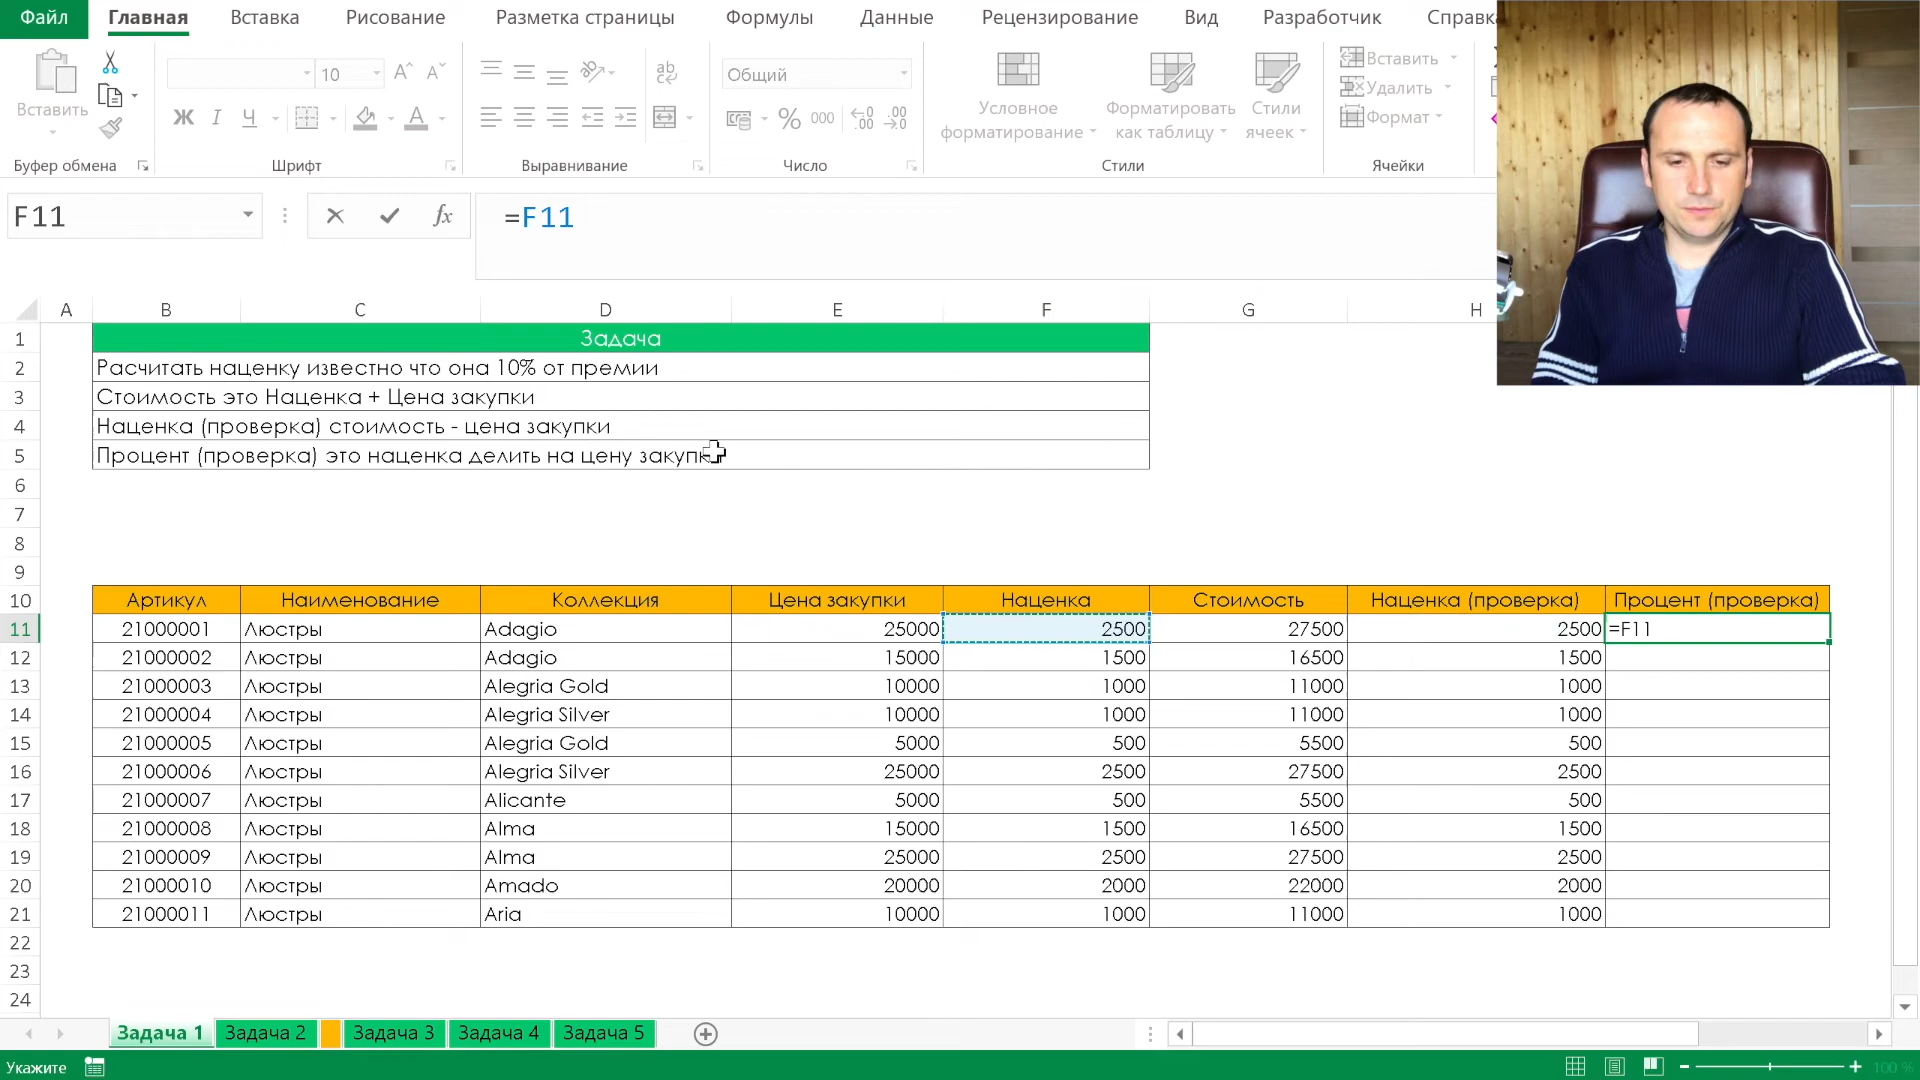 Файл Главная Вставка Рисование Разметка страницы Формулы Данные Рецензирование Вид Разработчик Справка
Вставить
Буфер обмена
10
Ж К Ч
Шрифт
ab
Выравнивание
Общий
% 000
Число
Условное форматирование
Форматировать как таблицу
Стили ячеек
Стили
Вставить
Удалить
Формат
Ячейки
F11 fx =F11
A B C D E F G H
1 Задача
2 Расчитать наценку известно что она 10% от премии
3 Стоимость это Наценка + Цена закупки
4 Наценка (проверка) стоимость - цена закупки
5 Процент (проверка) это наценка делить на цену закупк
6
7
8
9
10 Артикул Наименование Коллекция Цена закупки Наценка Стоимость Наценка (проверка) Процент (проверка)
11 21000001 Люстры Adagio 25000 2500 27500 2500 =F11
12 21000002 Люстры Adagio 15000 1500 16500 1500
13 21000003 Люстры Alegria Gold 10000 1000 11000 1000
14 21000004 Люстры Alegria Silver 10000 1000 11000 1000
15 21000005 Люстры Alegria Gold 5000 500 5500 500
16 21000006 Люстры Alegria Silver 25000 2500 27500 2500
17 21000007 Люстры Alicante 5000 500 5500 500
18 21000008 Люстры Alma 15000 1500 16500 1500
19 21000009 Люстры Alma 25000 2500 27500 2500
20 21000010 Люстры Amado 20000 2000 22000 2000
21 21000011 Люстры Aria 10000 1000 11000 1000
22
23
24
Задача 1 Задача 2 Задача 3 Задача 4 Задача 5
Укажите 100 %